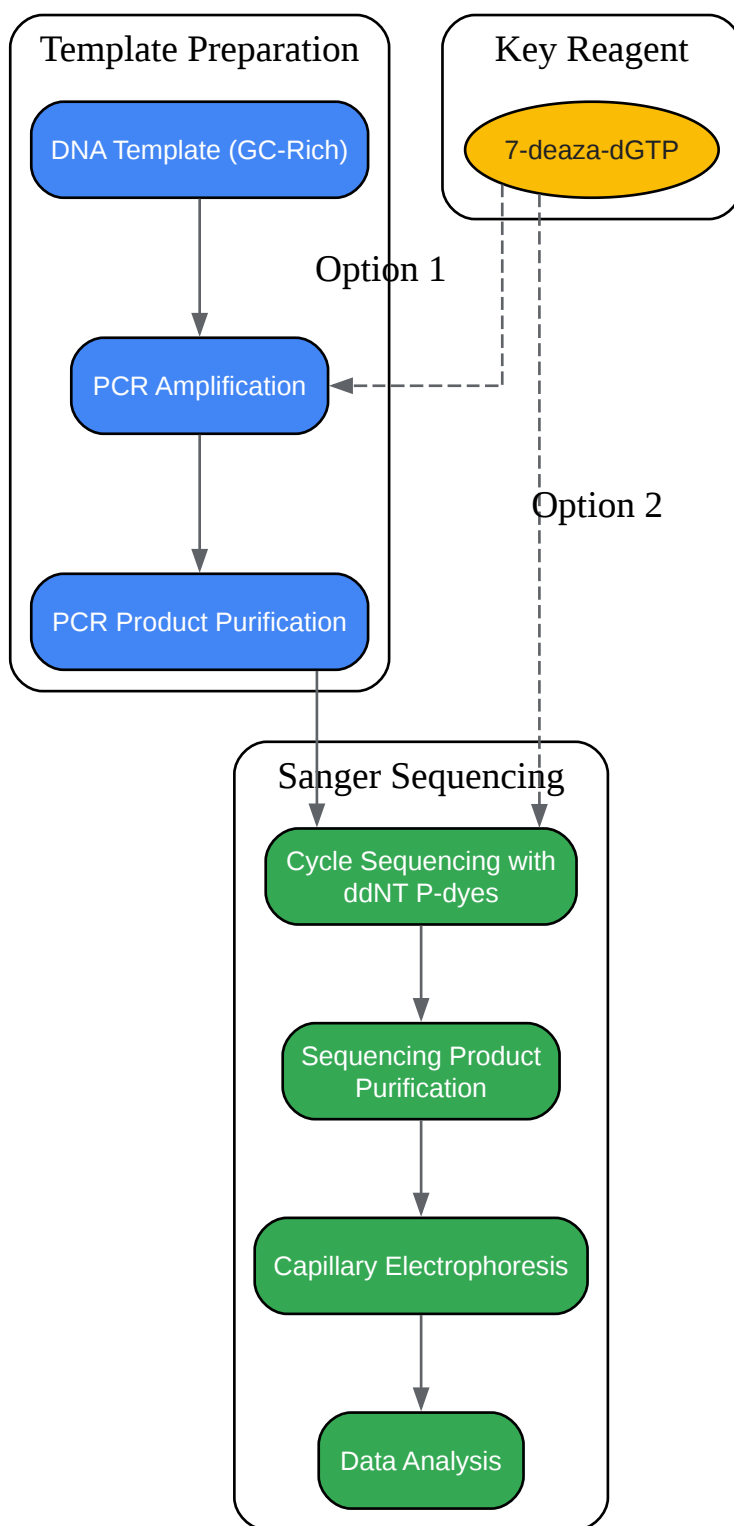 Template Preparation
Key Reagent
DNA Template (GC-Rich)
7-deaza-dGTP
Option 1
PCR Amplification
Option 2
PCR Product Purification
Sanger Sequencing
Cycle Sequencing with
ddNT P-dyes
Sequencing Product
Purification
Capillary Electrophoresis
Data Analysis